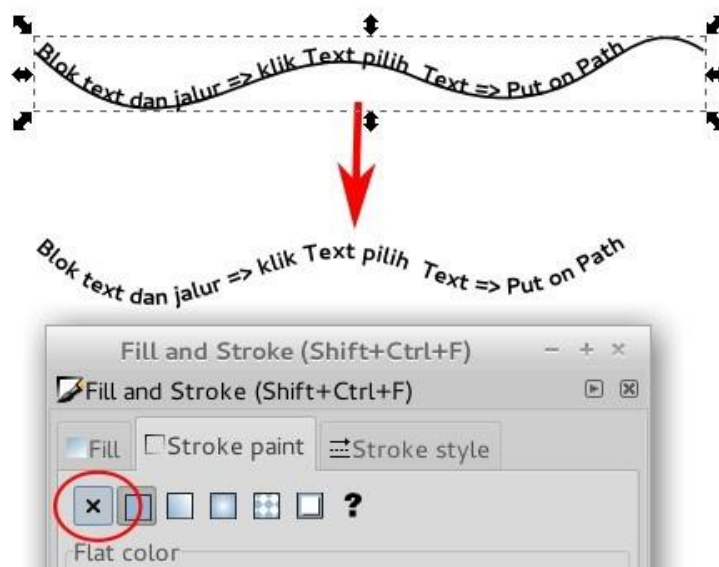 Blok text dan jalur => klik Text pilih Text => Put on Path
Blok text dan jalur => klik Text pilih Text => Put on Path
Fill and Stroke (Shift+Ctrl+F)
Fill and Stroke (Shift+Ctrl+F)
Fill Stroke paint Stroke style
?
Flat color